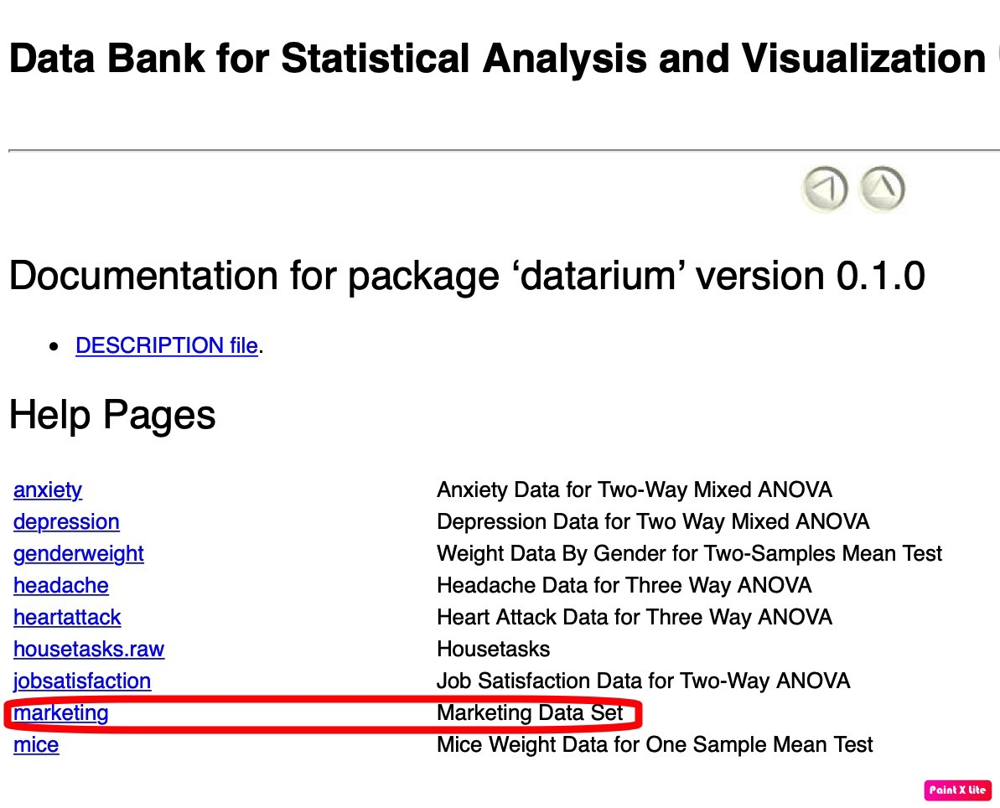 Data Bank for Statistical Analysis and Visualization
Documentation for package ‘datarium’ version 0.1.0
• DESCRIPTION file.
Help Pages
anxiety Anxiety Data for Two-Way Mixed ANOVA
depression Depression Data for Two Way Mixed ANOVA
genderweight Weight Data By Gender for Two-Samples Mean Test
headache Headache Data for Three Way ANOVA
heartattack Heart Attack Data for Three Way ANOVA
housetasks.raw Housetasks
jobsatisfaction Job Satisfaction Data for Two-Way ANOVA
marketing Marketing Data Set
mice Mice Weight Data for One Sample Mean Test
Paint X Lite